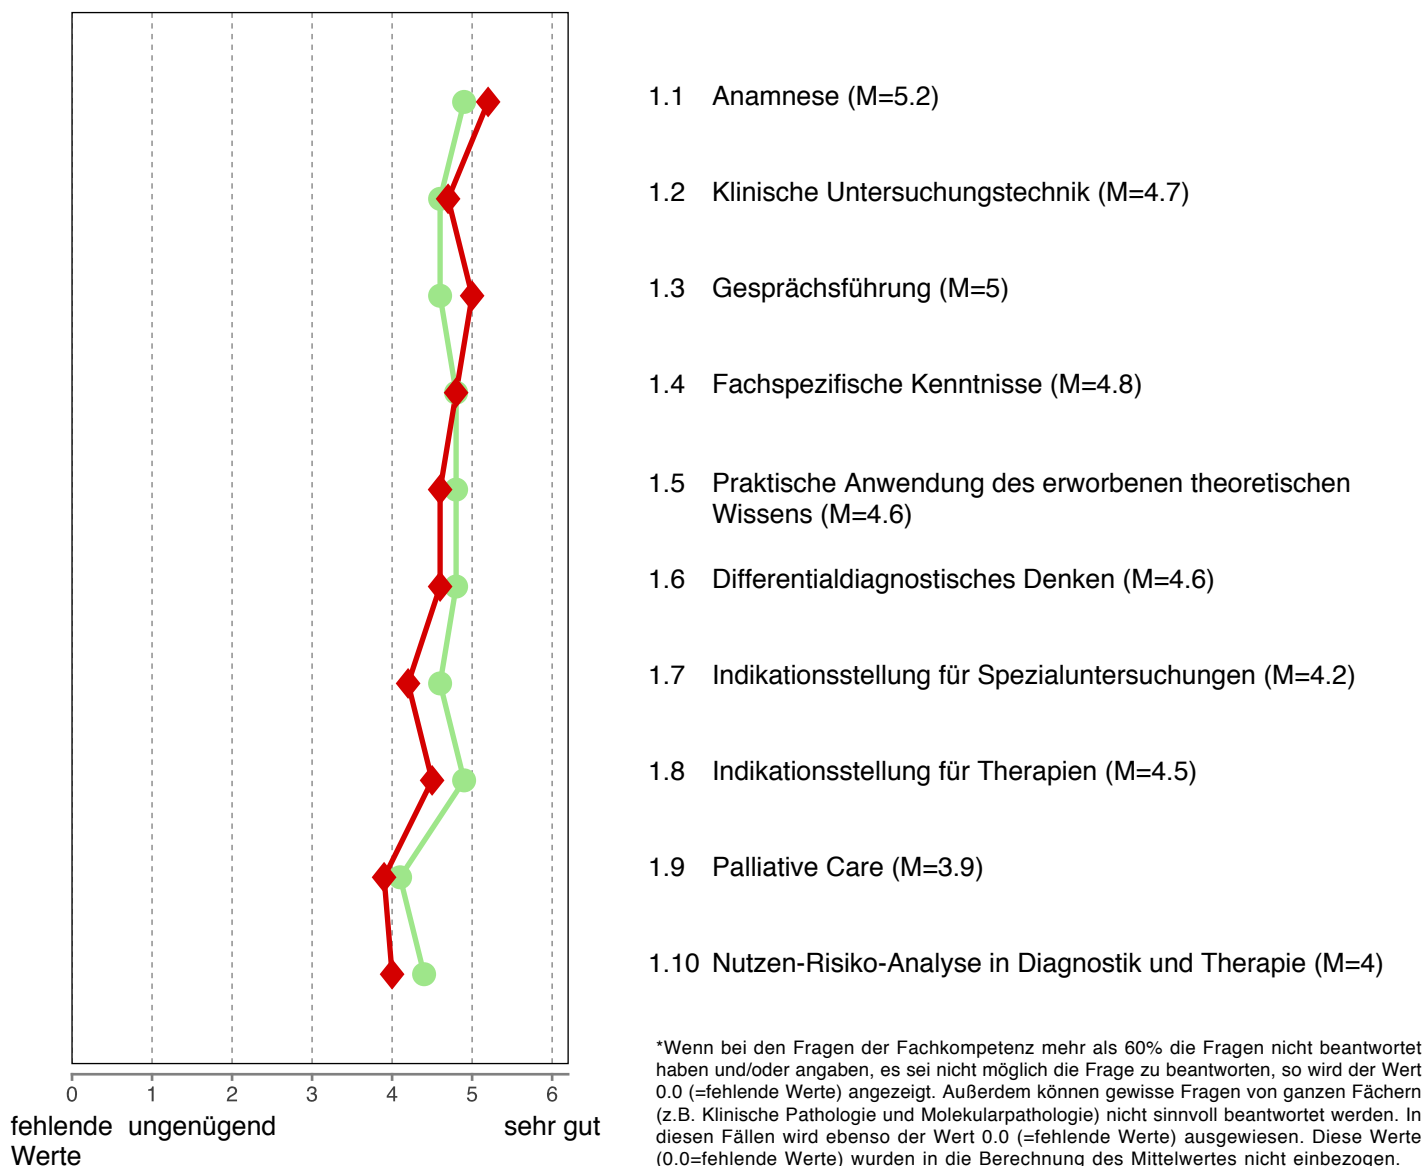 1.1 Anamnese (M=5.2)
1.2 Klinische Untersuchungstechnik (M=4.7)
1.3 Gesprächsführung (M=5)
1.4 Fachspezifische Kenntnisse (M=4.8)
1.5 Praktische Anwendung des erworbenen theoretischen
Wissens (M=4.6)
1.6 Differentialdiagnostisches Denken (M=4.6)
1.7 Indikationsstellung für Spezialuntersuchungen (M=4.2)
1.8 Indikationsstellung für Therapien (M=4.5)
1.9 Palliative Care (M=3.9)
1.10 Nutzen-Risiko-Analyse in Diagnostik und Therapie (M=4)
0 1 2 3 4 5 6
fehlende ungenügend sehr gut
Werte
*Wenn bei den Fragen der Fachkompetenz mehr als 60% die Fragen nicht beantwortet
haben und/oder angaben, es sei nicht möglich die Frage zu beantworten, so wird der Wert
0.0 (=fehlende Werte) angezeigt. Außerdem können gewisse Fragen von ganzen Fächern
(z.B. Klinische Pathologie und Molekularpathologie) nicht sinnvoll beantwortet werden. In
diesen Fällen wird ebenso der Wert 0.0 (=fehlende Werte) ausgewiesen. Diese Werte
(0.0=fehlende Werte) wurden in die Berechnung des Mittelwertes nicht einbezogen.